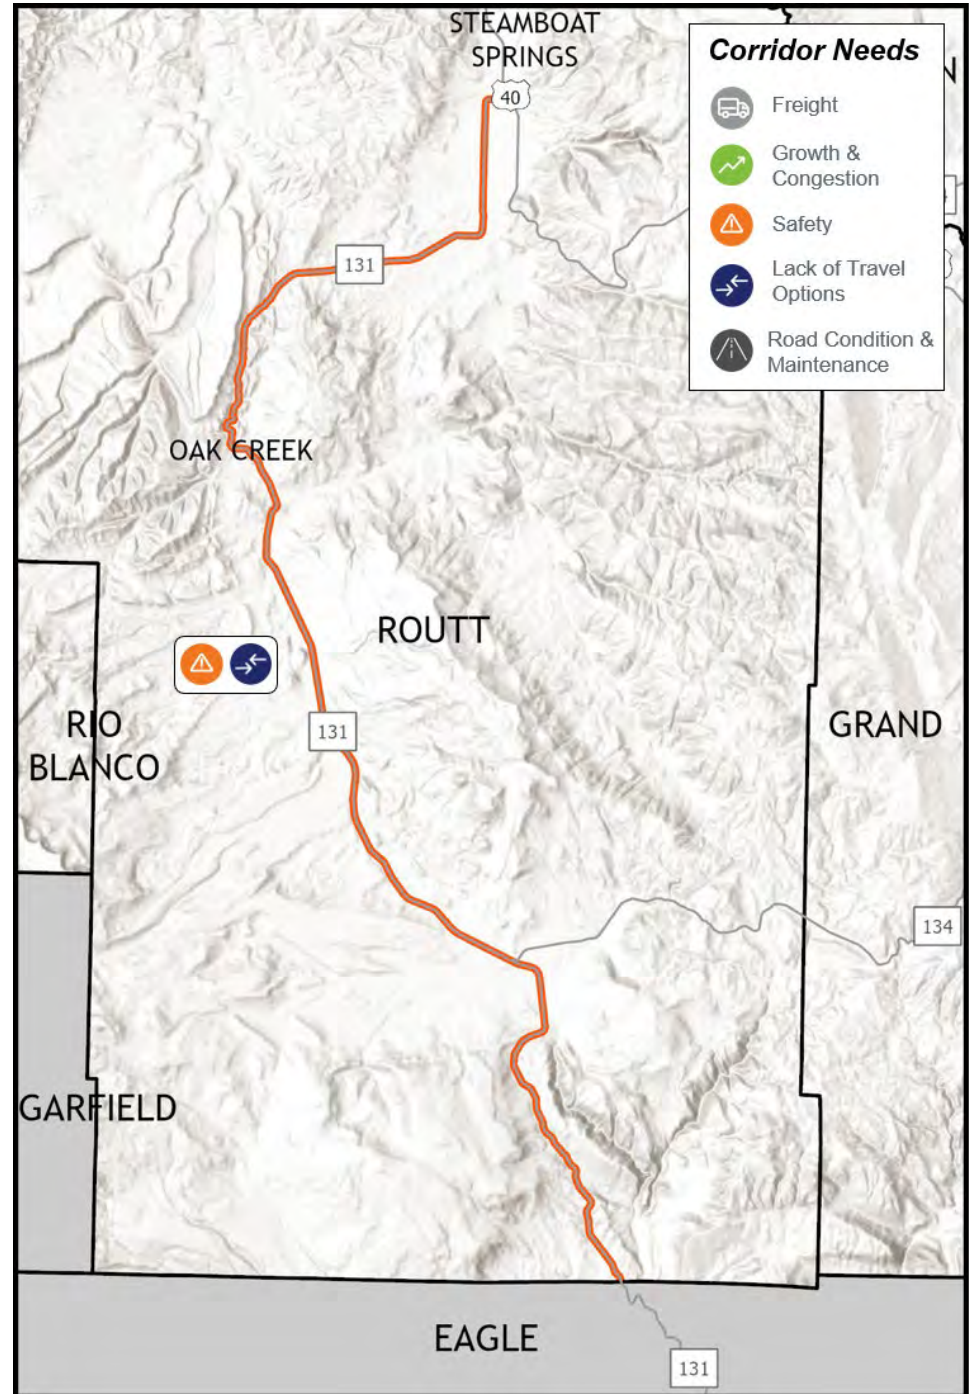 STEAMBOAT
SPRINGS
40
Corridor Needs
Freight
Growth &
Congestion
Safety
Lack of Travel
Options
Road Condition &
Maintenance
N
131
OAK CREEK
ROUTT
RIO
BLANCO
131
GRAND
134
GARFIELD
EAGLE
131